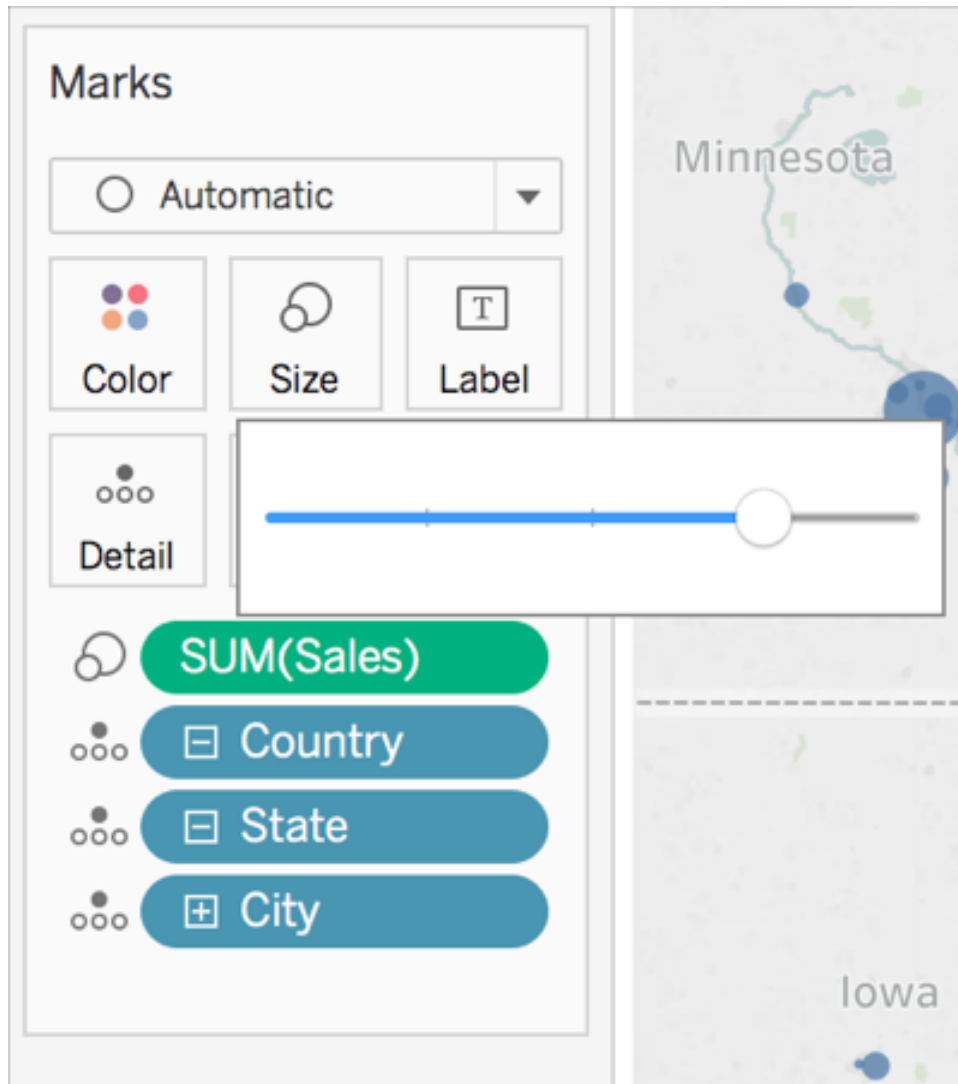 Marks
Automatic
Color
Size
T
Label
Detail
SUM(Sales)
Country
State
City
Minnesota
Iowa